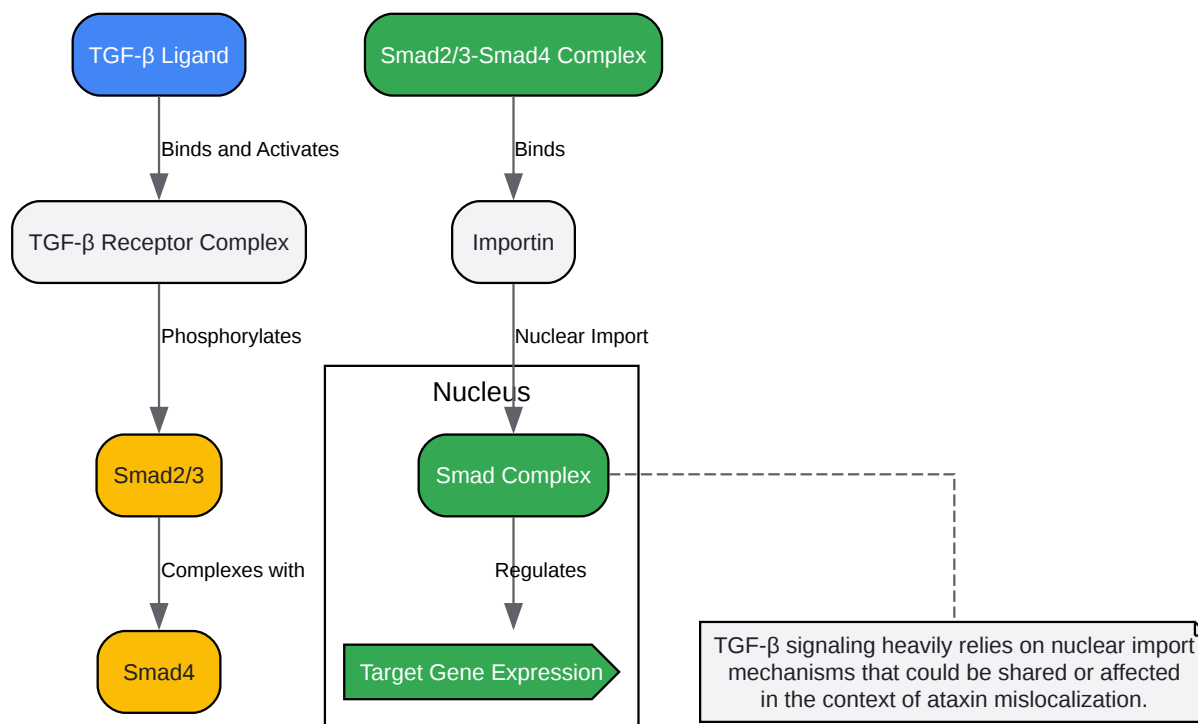 TGF-β Ligand
Smad2/3-Smad4 Complex
Binds and Activates
Binds
TGF-β Receptor Complex
Importin
Phosphorylates
Nuclear Import
Nucleus
Smad2/3
Smad Complex
Complexes with
Regulates
Smad4
Target Gene Expression
TGF-β signaling heavily relies on nuclear import
mechanisms that could be shared or affected
in the context of ataxin mislocalization.